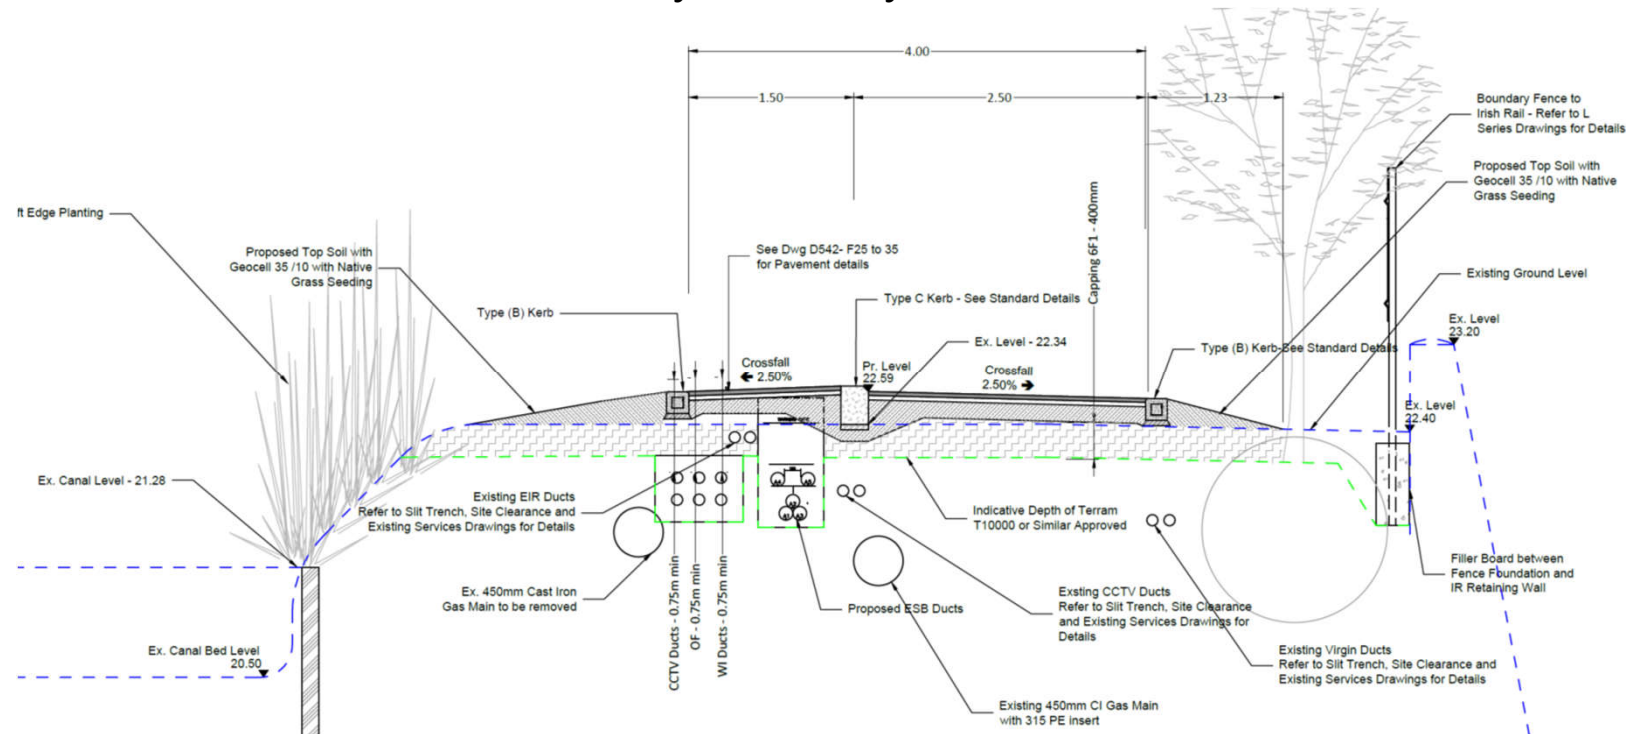 4.00
1.50
2.50
1.23
Boundary Fence to
Irish Rail - Refer to L
Series Drawings for Details
Proposed Top Soil with
Geocell 35 /10 with Native
Grass Seeding
ft Edge Planting
Proposed Top Soil with
Geocell 35 /10 with Native
Grass Seeding
See Dwg D542- F25 to 35
for Pavement details
Capping 6F1 - 400mm
Existing Ground Level
Type (B) Kerb
Type C Kerb - See Standard Details
Ex. Level
23.20
Ex. Level - 22.34
Type (B) Kerb-See Standard Details
Crossfall
2.50%
Pr. Level
22.59
Crossfall
2.50%
Ex. Level
22.40
Ex. Canal Level - 21.28
Existing EIR Ducts
Refer to Slit Trench, Site Clearance and
Existing Services Drawings for Details
Indicative Depth of Terram
T10000 or Similar Approved
Filler Board between
Fence Foundation and
IR Retaining Wall
Ex. 450mm Cast Iron
Gas Main to be removed
CCTV Ducts - 0.75m min
OF - 0.75m min
WI Ducts - 0.75m min
Proposed ESB Ducts
Exsting CCTV Ducts
Refer to Slit Trench, Site Clearance
and Existing Services Drawings for
Details
Ex. Canal Bed Level
20.50
Existing Virgin Ducts
Refer to Slit Trench, Site Clearance and
Existing Services Drawings for Details
Existing 450mm CI Gas Main
with 315 PE insert